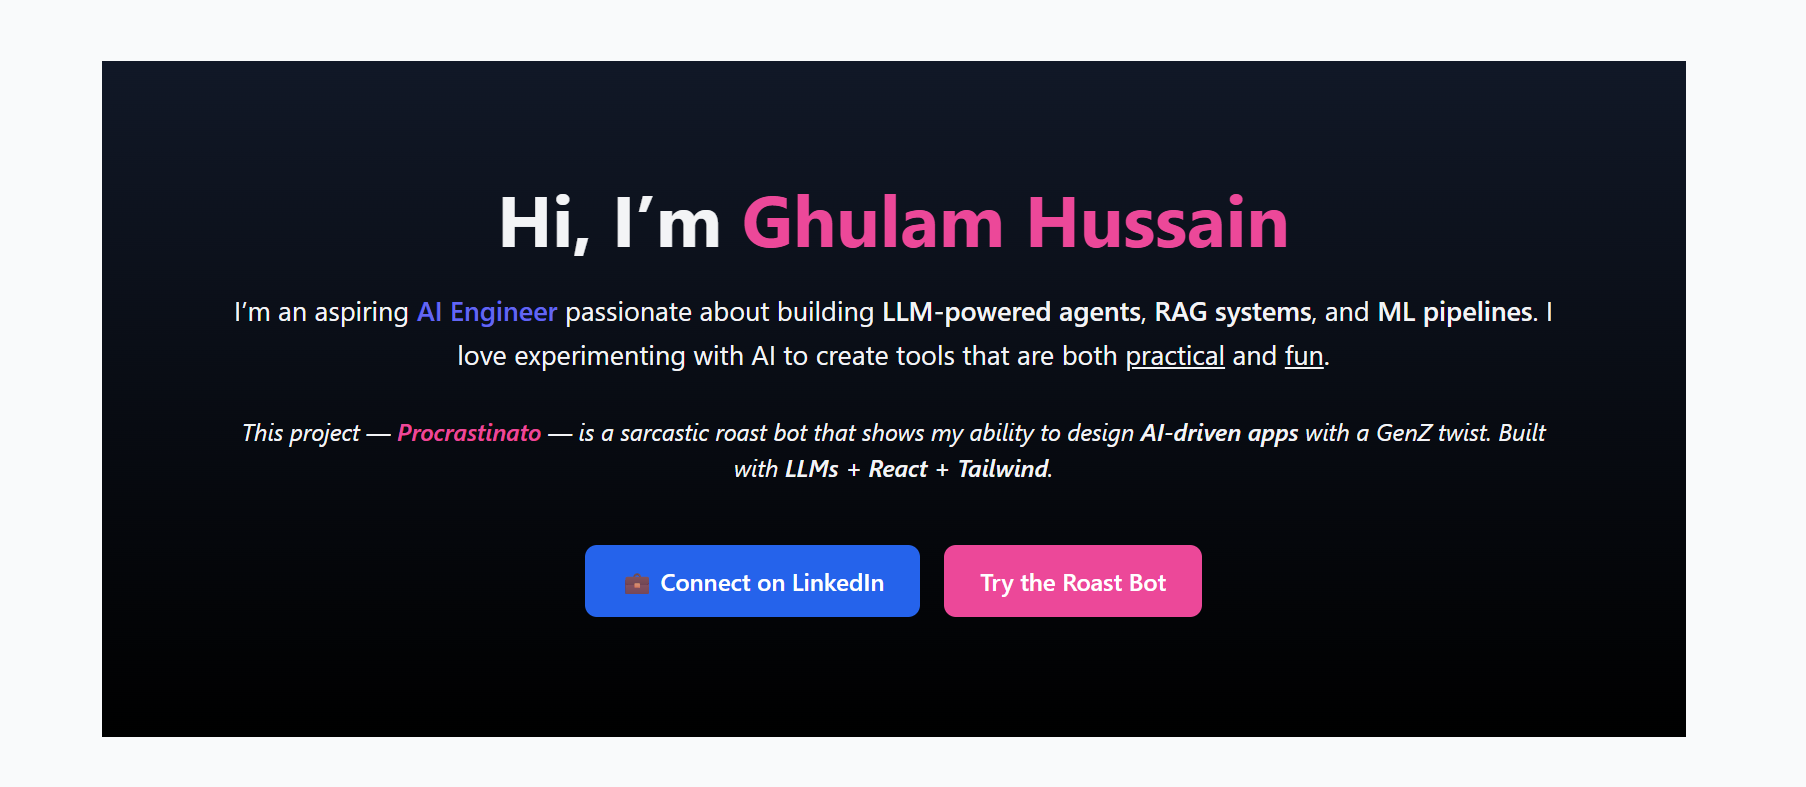 Hi, I’m Ghulam Hussain
I’m an aspiring AI Engineer passionate about building LLM-powered agents, RAG systems, and ML pipelines. I
love experimenting with AI to create tools that are both practical and fun.
This project — Procrastinato — is a sarcastic roast bot that shows my ability to design AI-driven apps with a GenZ twist. Built
with LLMs + React + Tailwind.
💼 Connect on LinkedIn
Try the Roast Bot